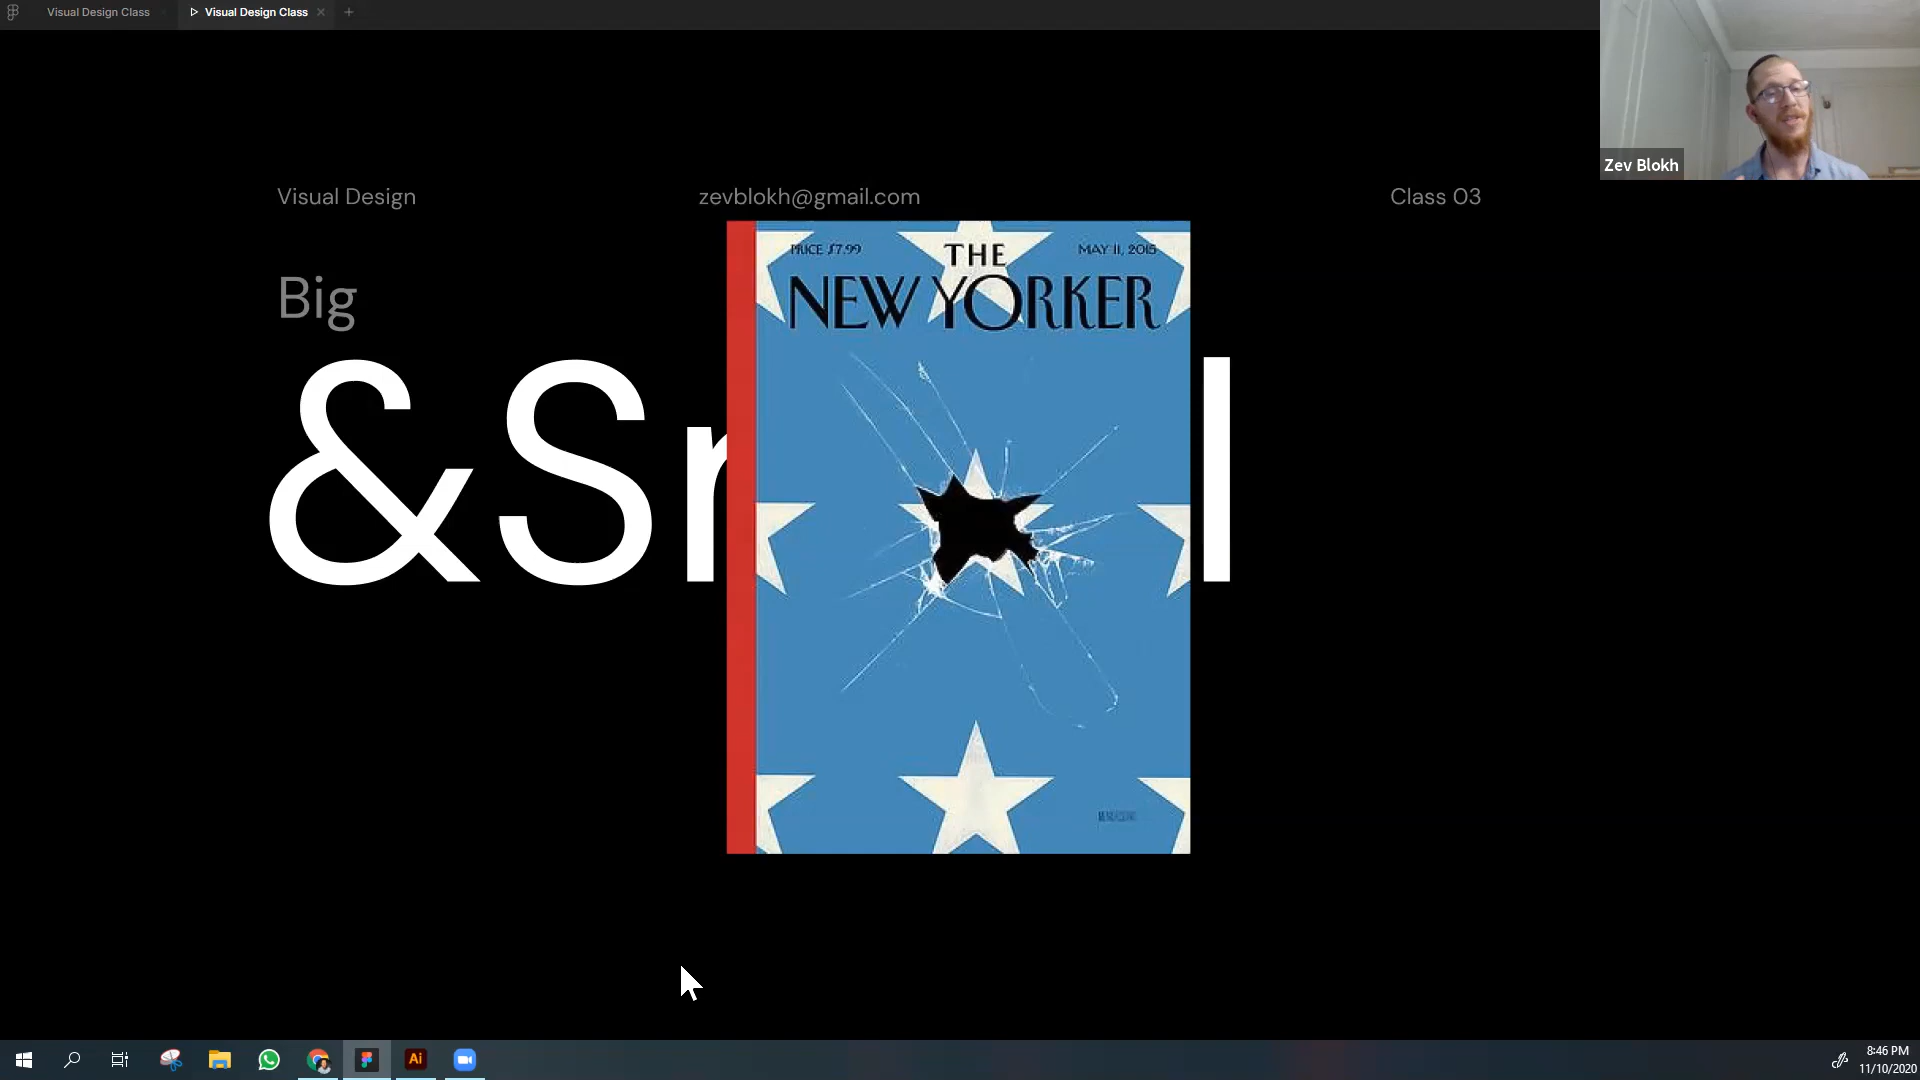 Visual Design Class
Visual Design Class
Zev Blokh
Visual Design
zevblokh@gmail.com
Class 03
Big
&S
l
PRICE $7.99
THE
MAY 11, 2015
NEW YORKER
Ai
8:46 PM
11/10/2020